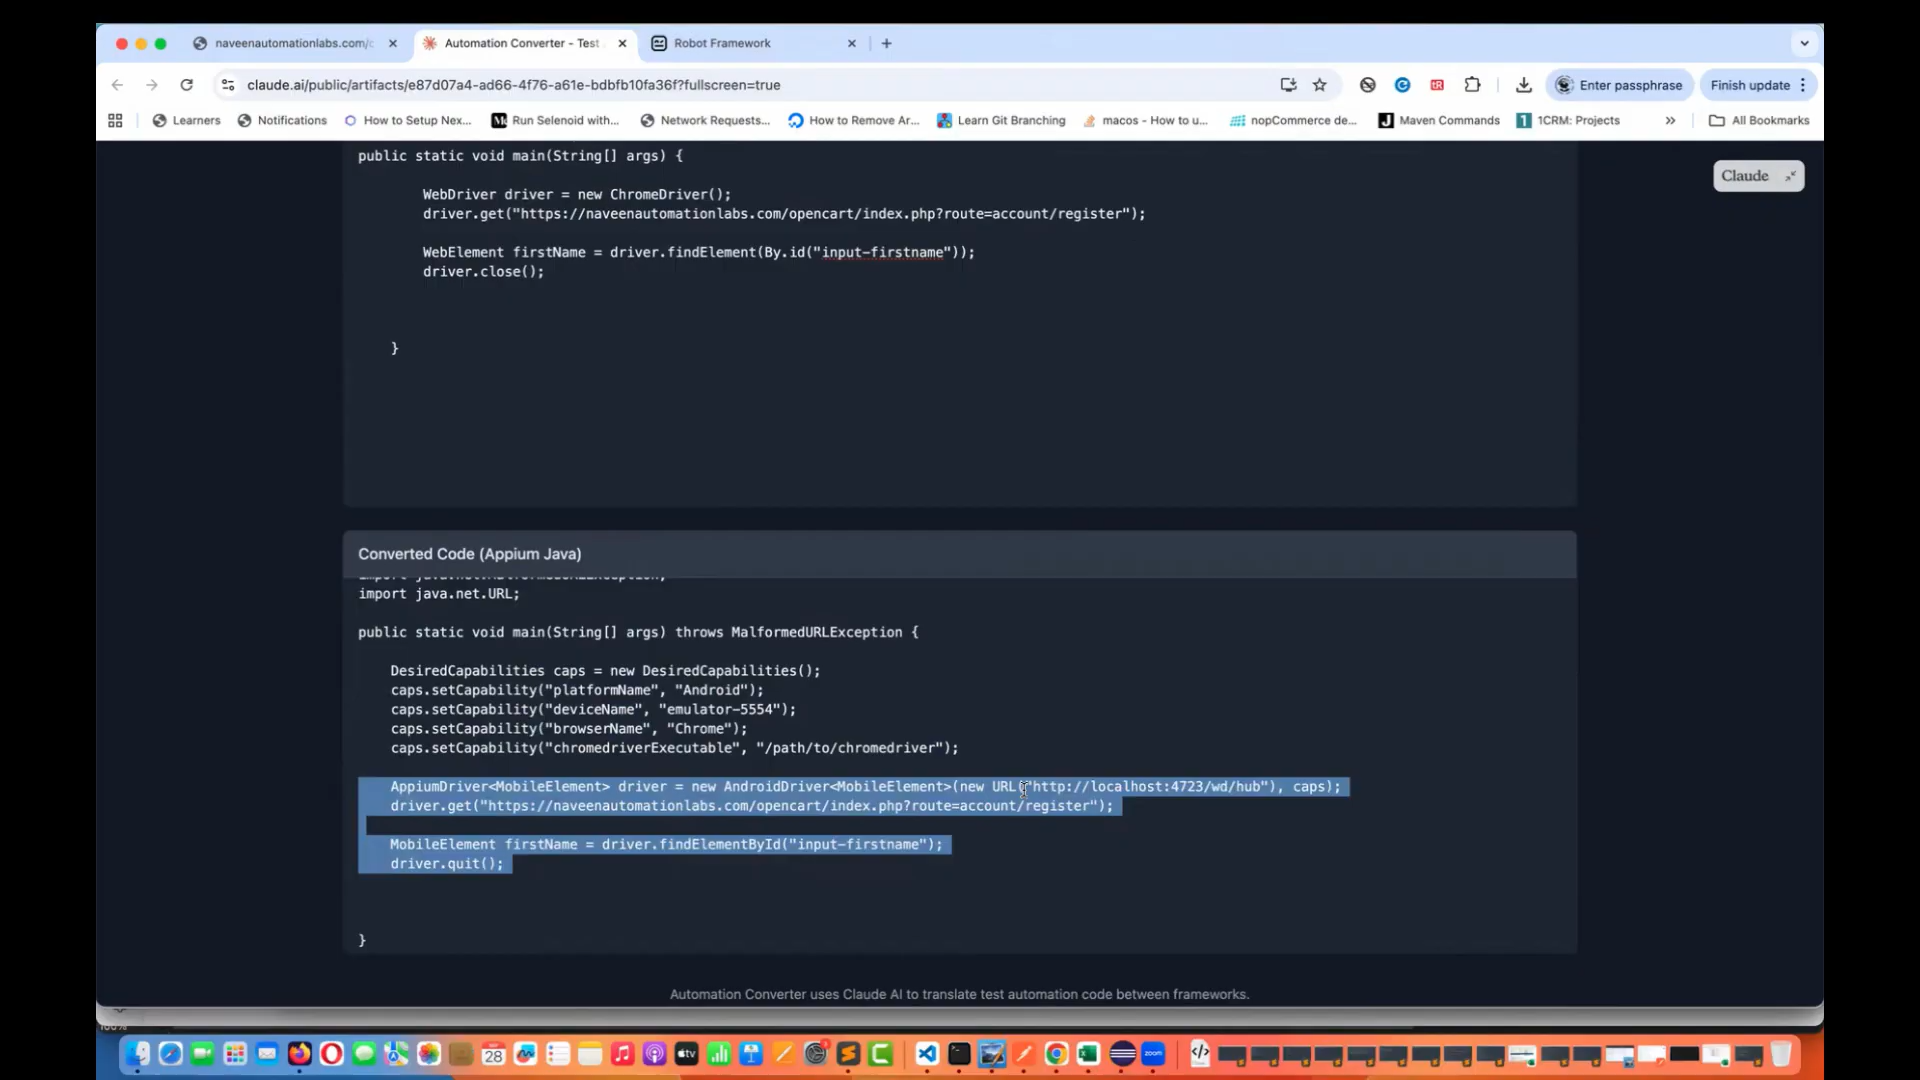 naveenautomationlabs.com/c
Automation Converter - Test
Robot Framework
claude.ai/public/artifacts/e87d07a4-ad66-4f76-a61e-bdbfb10fa36f?fullscreen=true
Enter passphrase
Finish update
Learners
Notifications
How to Setup Nex...
Run Selenoid with...
Network Requests...
How to Remove Ar...
Learn Git Branching
macos - How to u...
nopCommerce de...
Maven Commands
1CRM: Projects
All Bookmarks
Claude
public static void main(String[] args) {
WebDriver driver = new ChromeDriver();
driver.get("https://naveenautomationlabs.com/opencart/index.php?route=account/register");
WebElement firstName = driver.findElement(By.id("input-firstname"));
driver.close();
}
Converted Code (Appium Java)
import java.net.MalformedURLException;
import java.net.URL;
public static void main(String[] args) throws MalformedURLException {
DesiredCapabilities caps = new DesiredCapabilities();
caps.setCapability("platformName", "Android");
caps.setCapability("deviceName", "emulator-5554");
caps.setCapability("browserName", "Chrome");
caps.setCapability("chromedriverExecutable", "/path/to/chromedriver");
AppiumDriver<MobileElement> driver = new AndroidDriver<MobileElement>(new URL("http://localhost:4723/wd/hub"), caps);
driver.get("https://naveenautomationlabs.com/opencart/index.php?route=account/register");
MobileElement firstName = driver.findElementById("input-firstname");
driver.quit();
}
Automation Converter uses Claude AI to translate test automation code between frameworks.
100%
28
tv
zoom